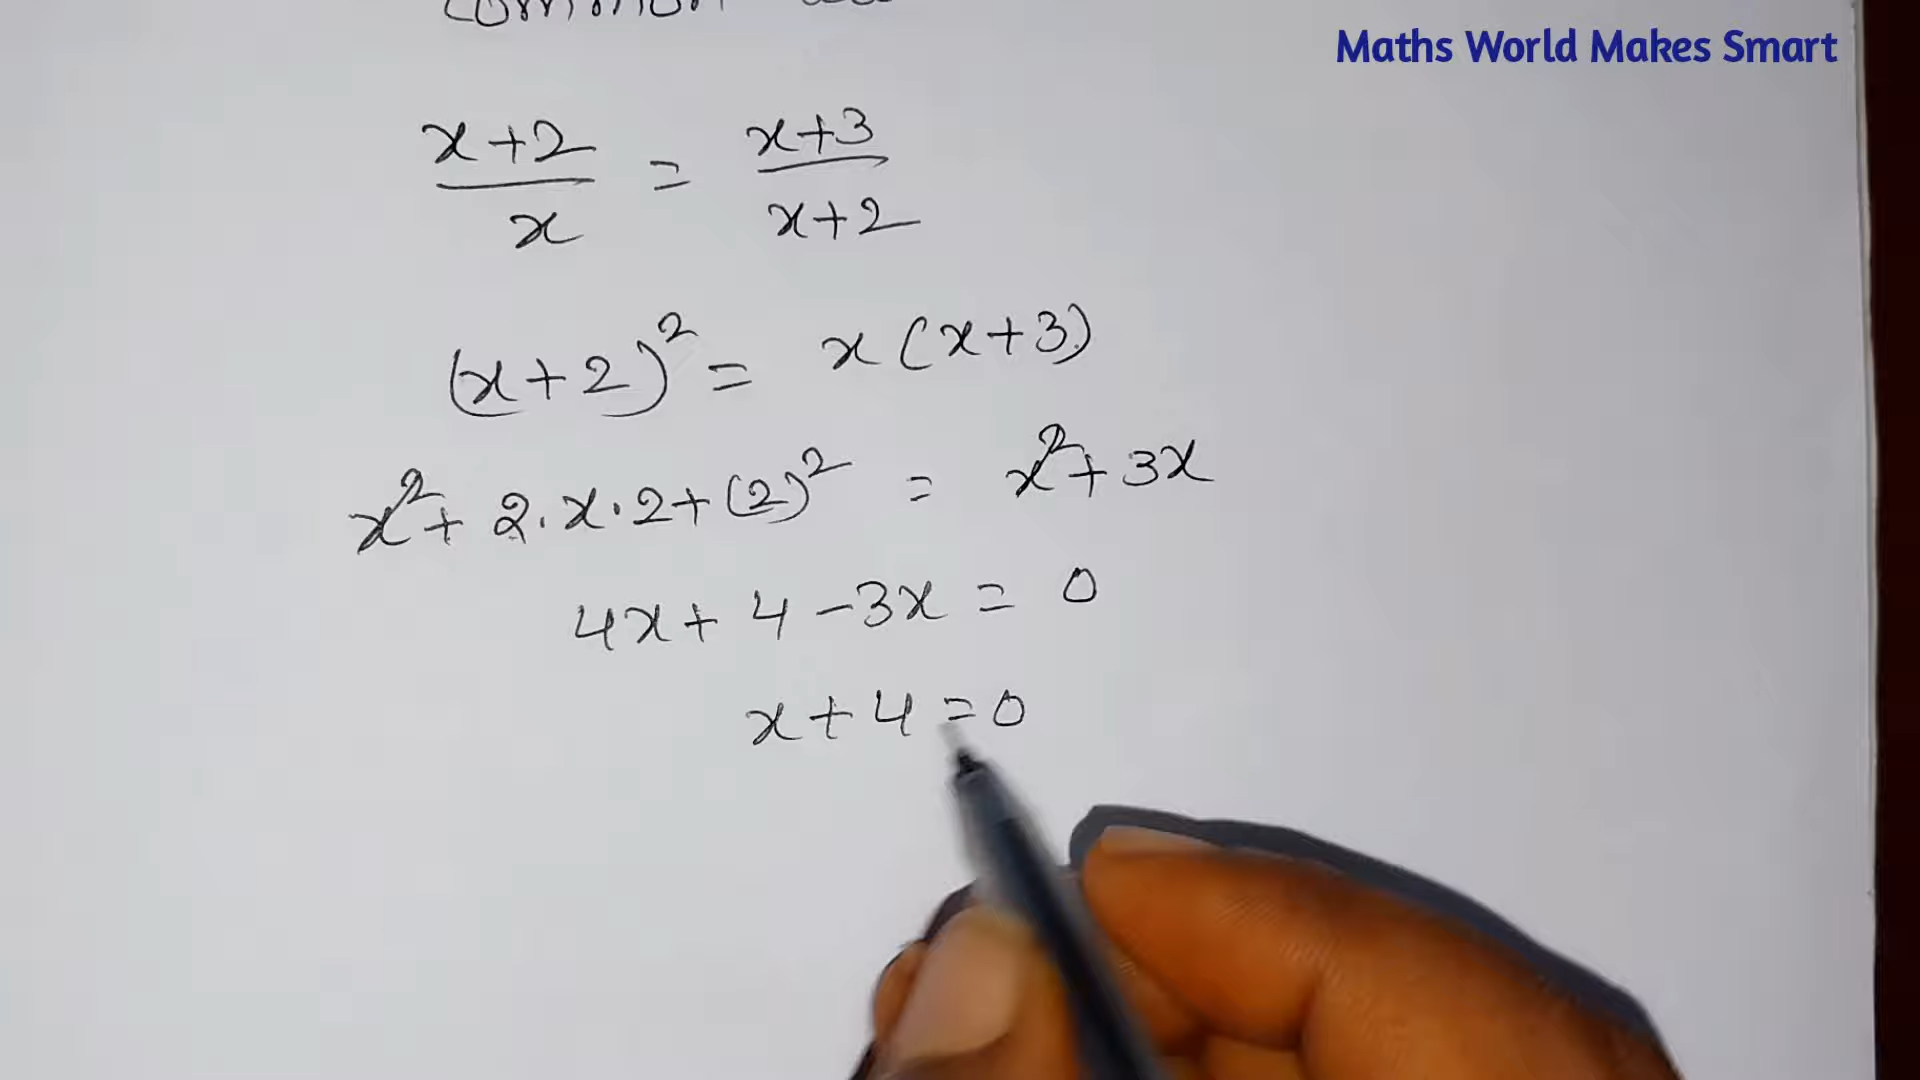 Maths World Makes Smart
common
x+2/x = x+3/x+2
(x+2)² = x(x+3)
x²+ 2·x·2+(2)² = x²+3x
4x+4-3x = 0
x+4=0